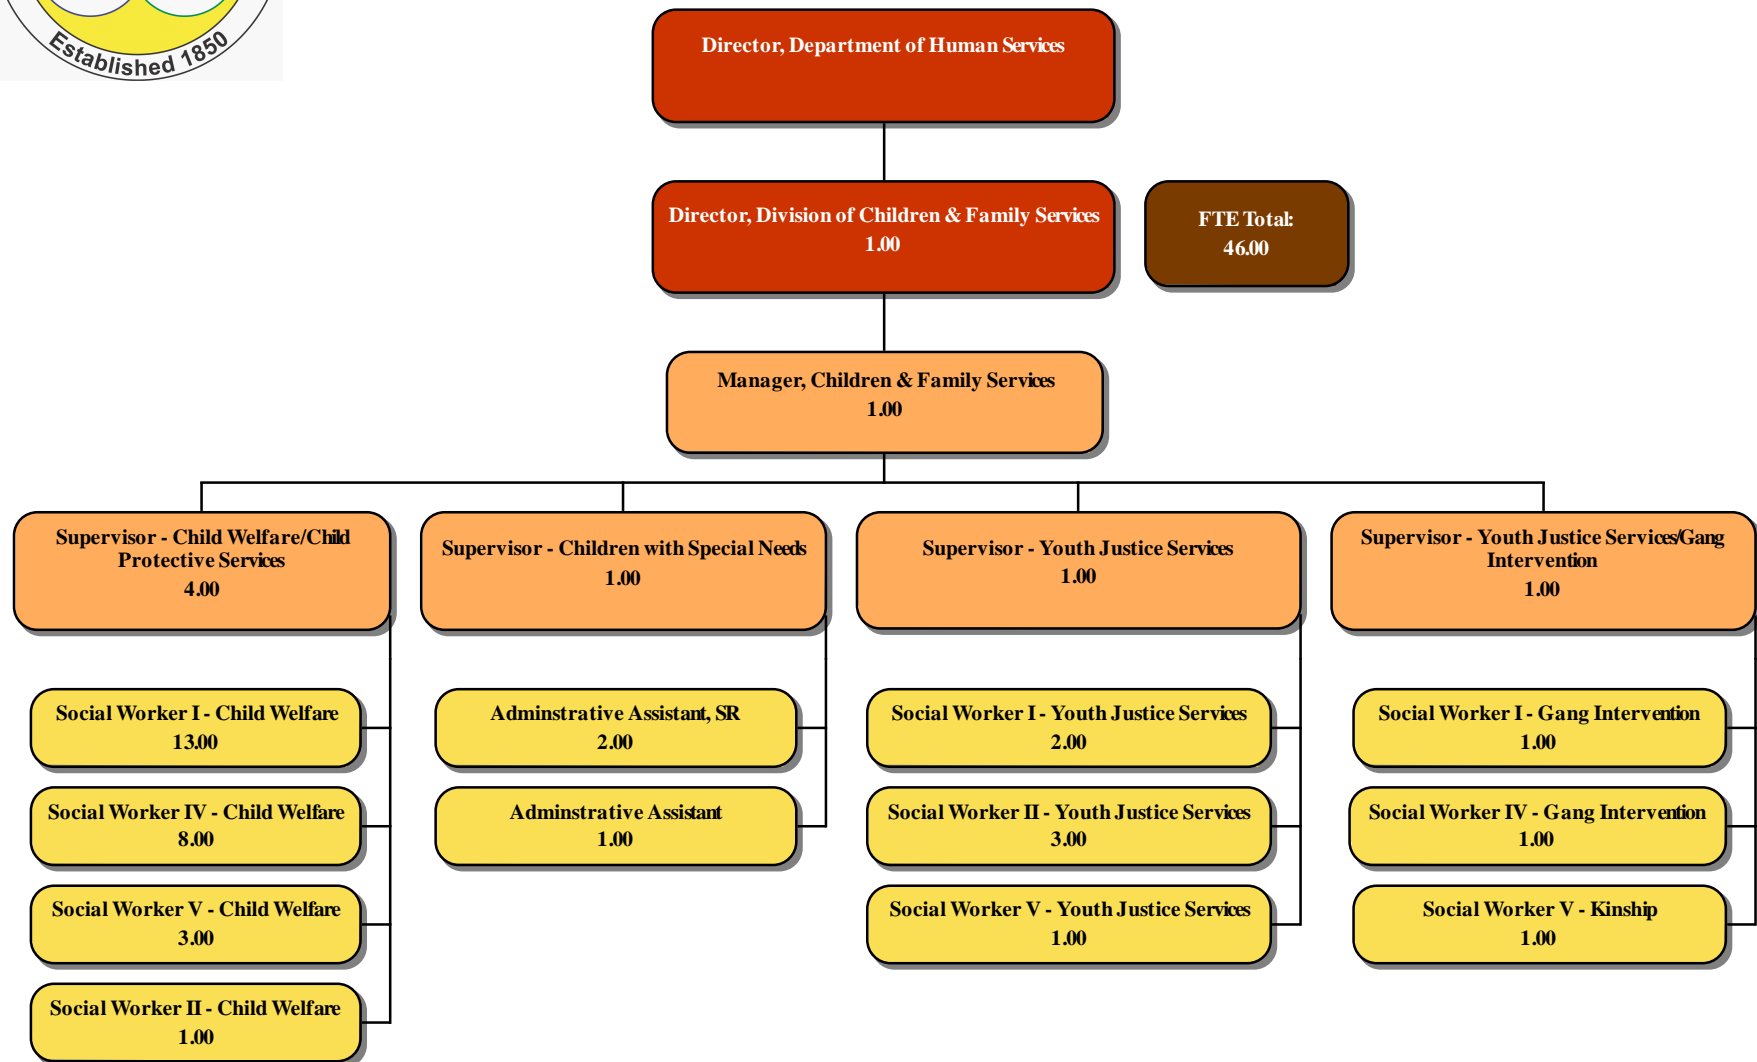 Established 1850
Director, Department of Human Services
Director, Division of Children & Family Services
1.00
FTE Total:
46.00
Manager, Children & Family Services
1.00
Supervisor - Child Welfare/Child
Protective Services
4.00
Supervisor - Children with Special Needs
1.00
Supervisor - Youth Justice Services
1.00
Supervisor - Youth Justice Services/Gang
Intervention
1.00
Social Worker I - Child Welfare
13.00
Social Worker IV - Child Welfare
8.00
Social Worker V - Child Welfare
3.00
Social Worker II - Child Welfare
1.00
Adminstrative Assistant, SR
2.00
Adminstrative Assistant
1.00
Social Worker I - Youth Justice Services
2.00
Social Worker II - Youth Justice Services
3.00
Social Worker V - Youth Justice Services
1.00
Social Worker I - Gang Intervention
1.00
Social Worker IV - Gang Intervention
1.00
Social Worker V - Kinship
1.00